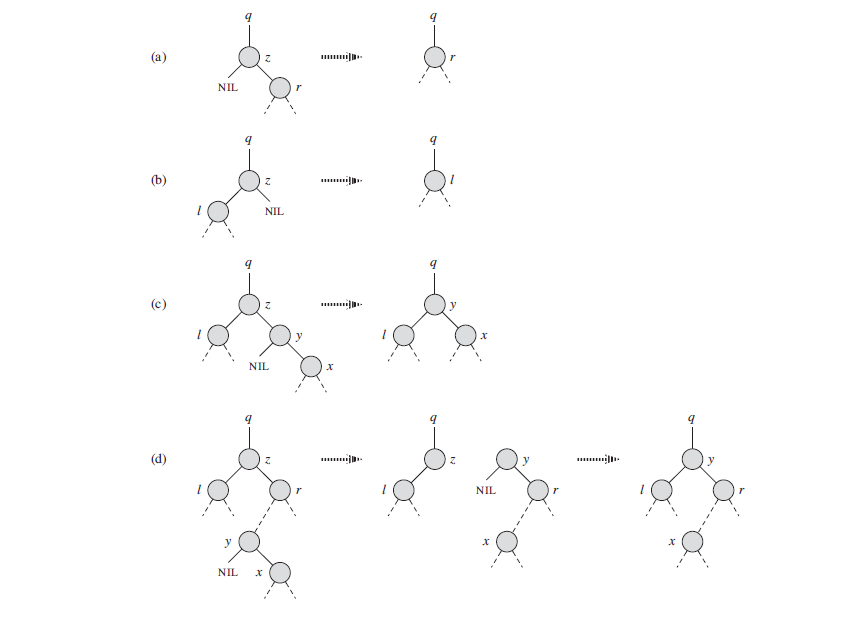 q q
(a) z r
NIL r
q q
(b) z l
l NIL
q q
(c) z y
l y l x
NIL x
q q q
(d) z z y y
l r l NIL r l r
y x x
NIL x